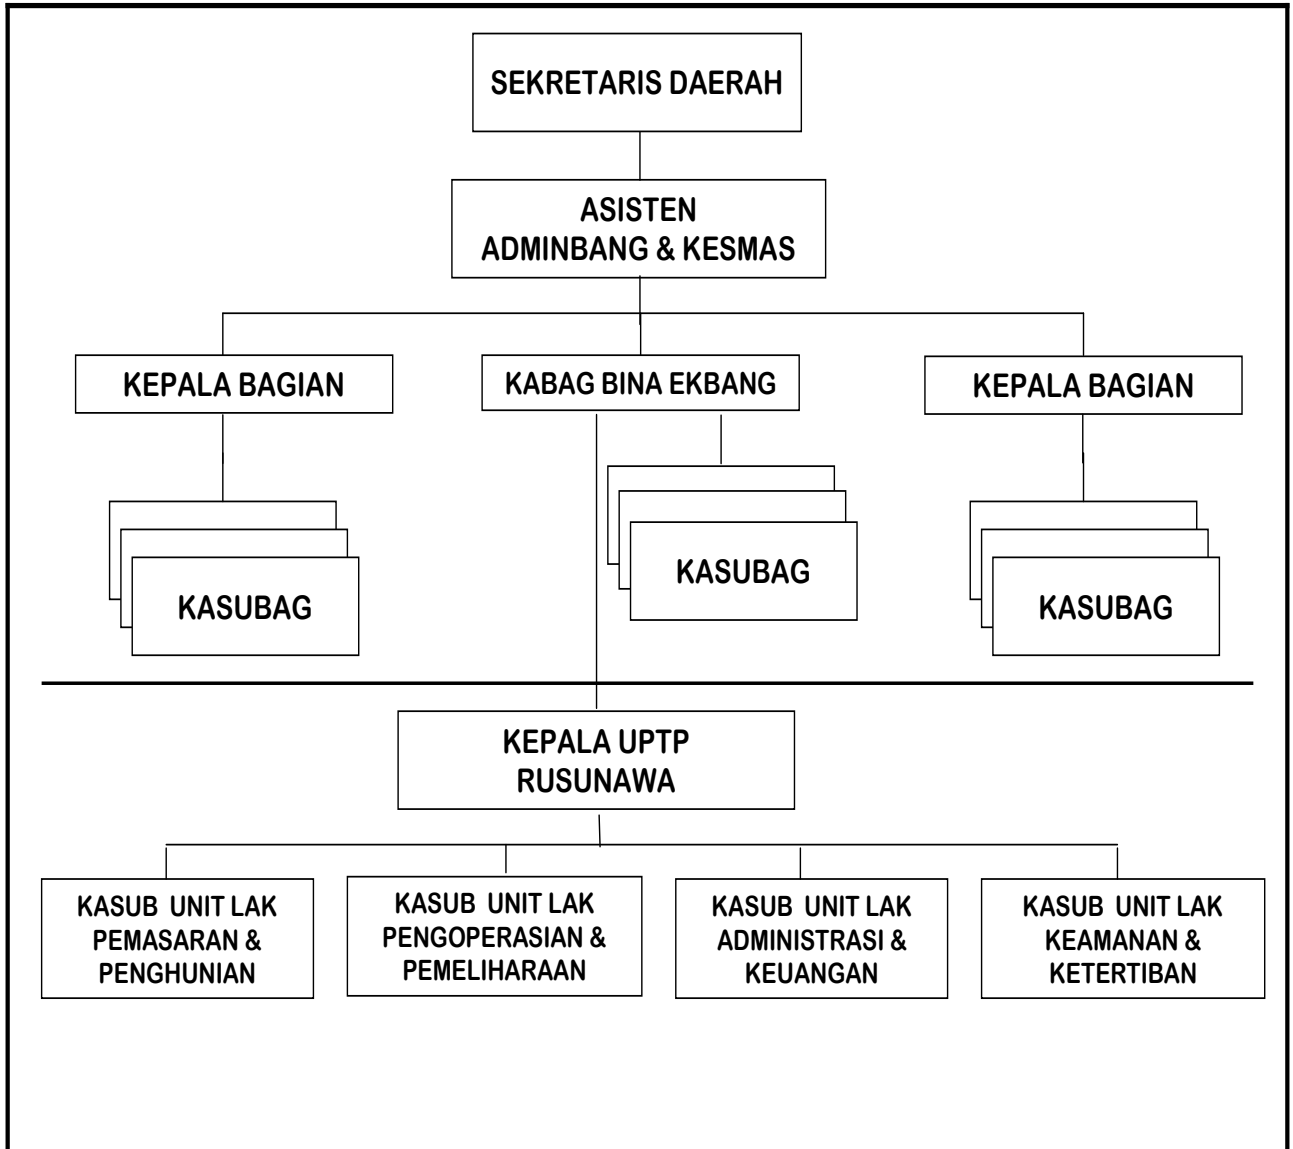 SEKRETARIS DAERAH
ASISTEN
ADMINBANG & KESMAS
KEPALA BAGIAN
KABAG BINA EKBANG
KEPALA BAGIAN
KASUBAG
KASUBAG
KASUBAG
KEPALA UPTP
RUSUNAWA
KASUB UNIT LAK
PEMASARAN &
PENGHUNIAN
KASUB UNIT LAK
PENGOPERASIAN &
PEMELIHARAAN
KASUB UNIT LAK
ADMINISTRASI &
KEUANGAN
KASUB UNIT LAK
KEAMANAN &
KETERTIBAN